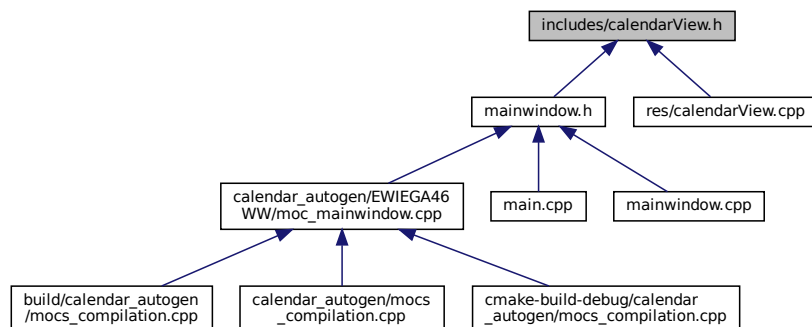 includes/calendarView.h
mainwindow.h
res/calendarView.cpp
calendar_autogen/EWIEGA46
WW/moc_mainwindow.cpp
main.cpp
mainwindow.cpp
build/calendar_autogen
/mocs_compilation.cpp
calendar_autogen/mocs
_compilation.cpp
cmake-build-debug/calendar
_autogen/mocs_compilation.cpp